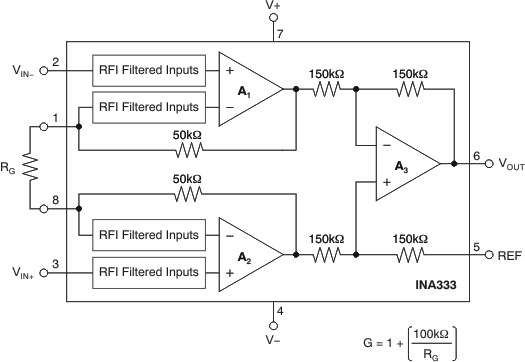 V+
7
2
VIN−
RFI Filtered Inputs
+
A1
150kΩ
150kΩ
RFI Filtered Inputs
−
1
50kΩ
RG
−
A3
+
6
VOUT
50kΩ
8
RFI Filtered Inputs
−
A2
150kΩ
150kΩ
5
REF
3
VIN+
RFI Filtered Inputs
+
INA333
4
V−
G = 1 + [100kΩ / RG]